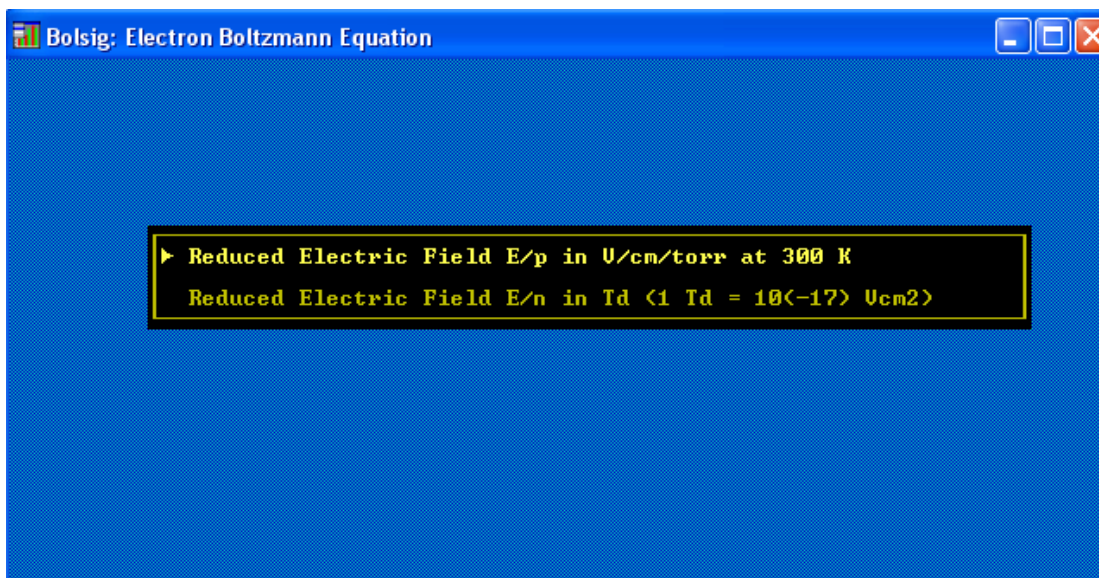 Bolsig: Electron Boltzmann Equation
Reduced Electric Field E/p in V/cm/torr at 300 K
Reduced Electric Field E/n in Td (1 Td = 10(-17) Vcm2)